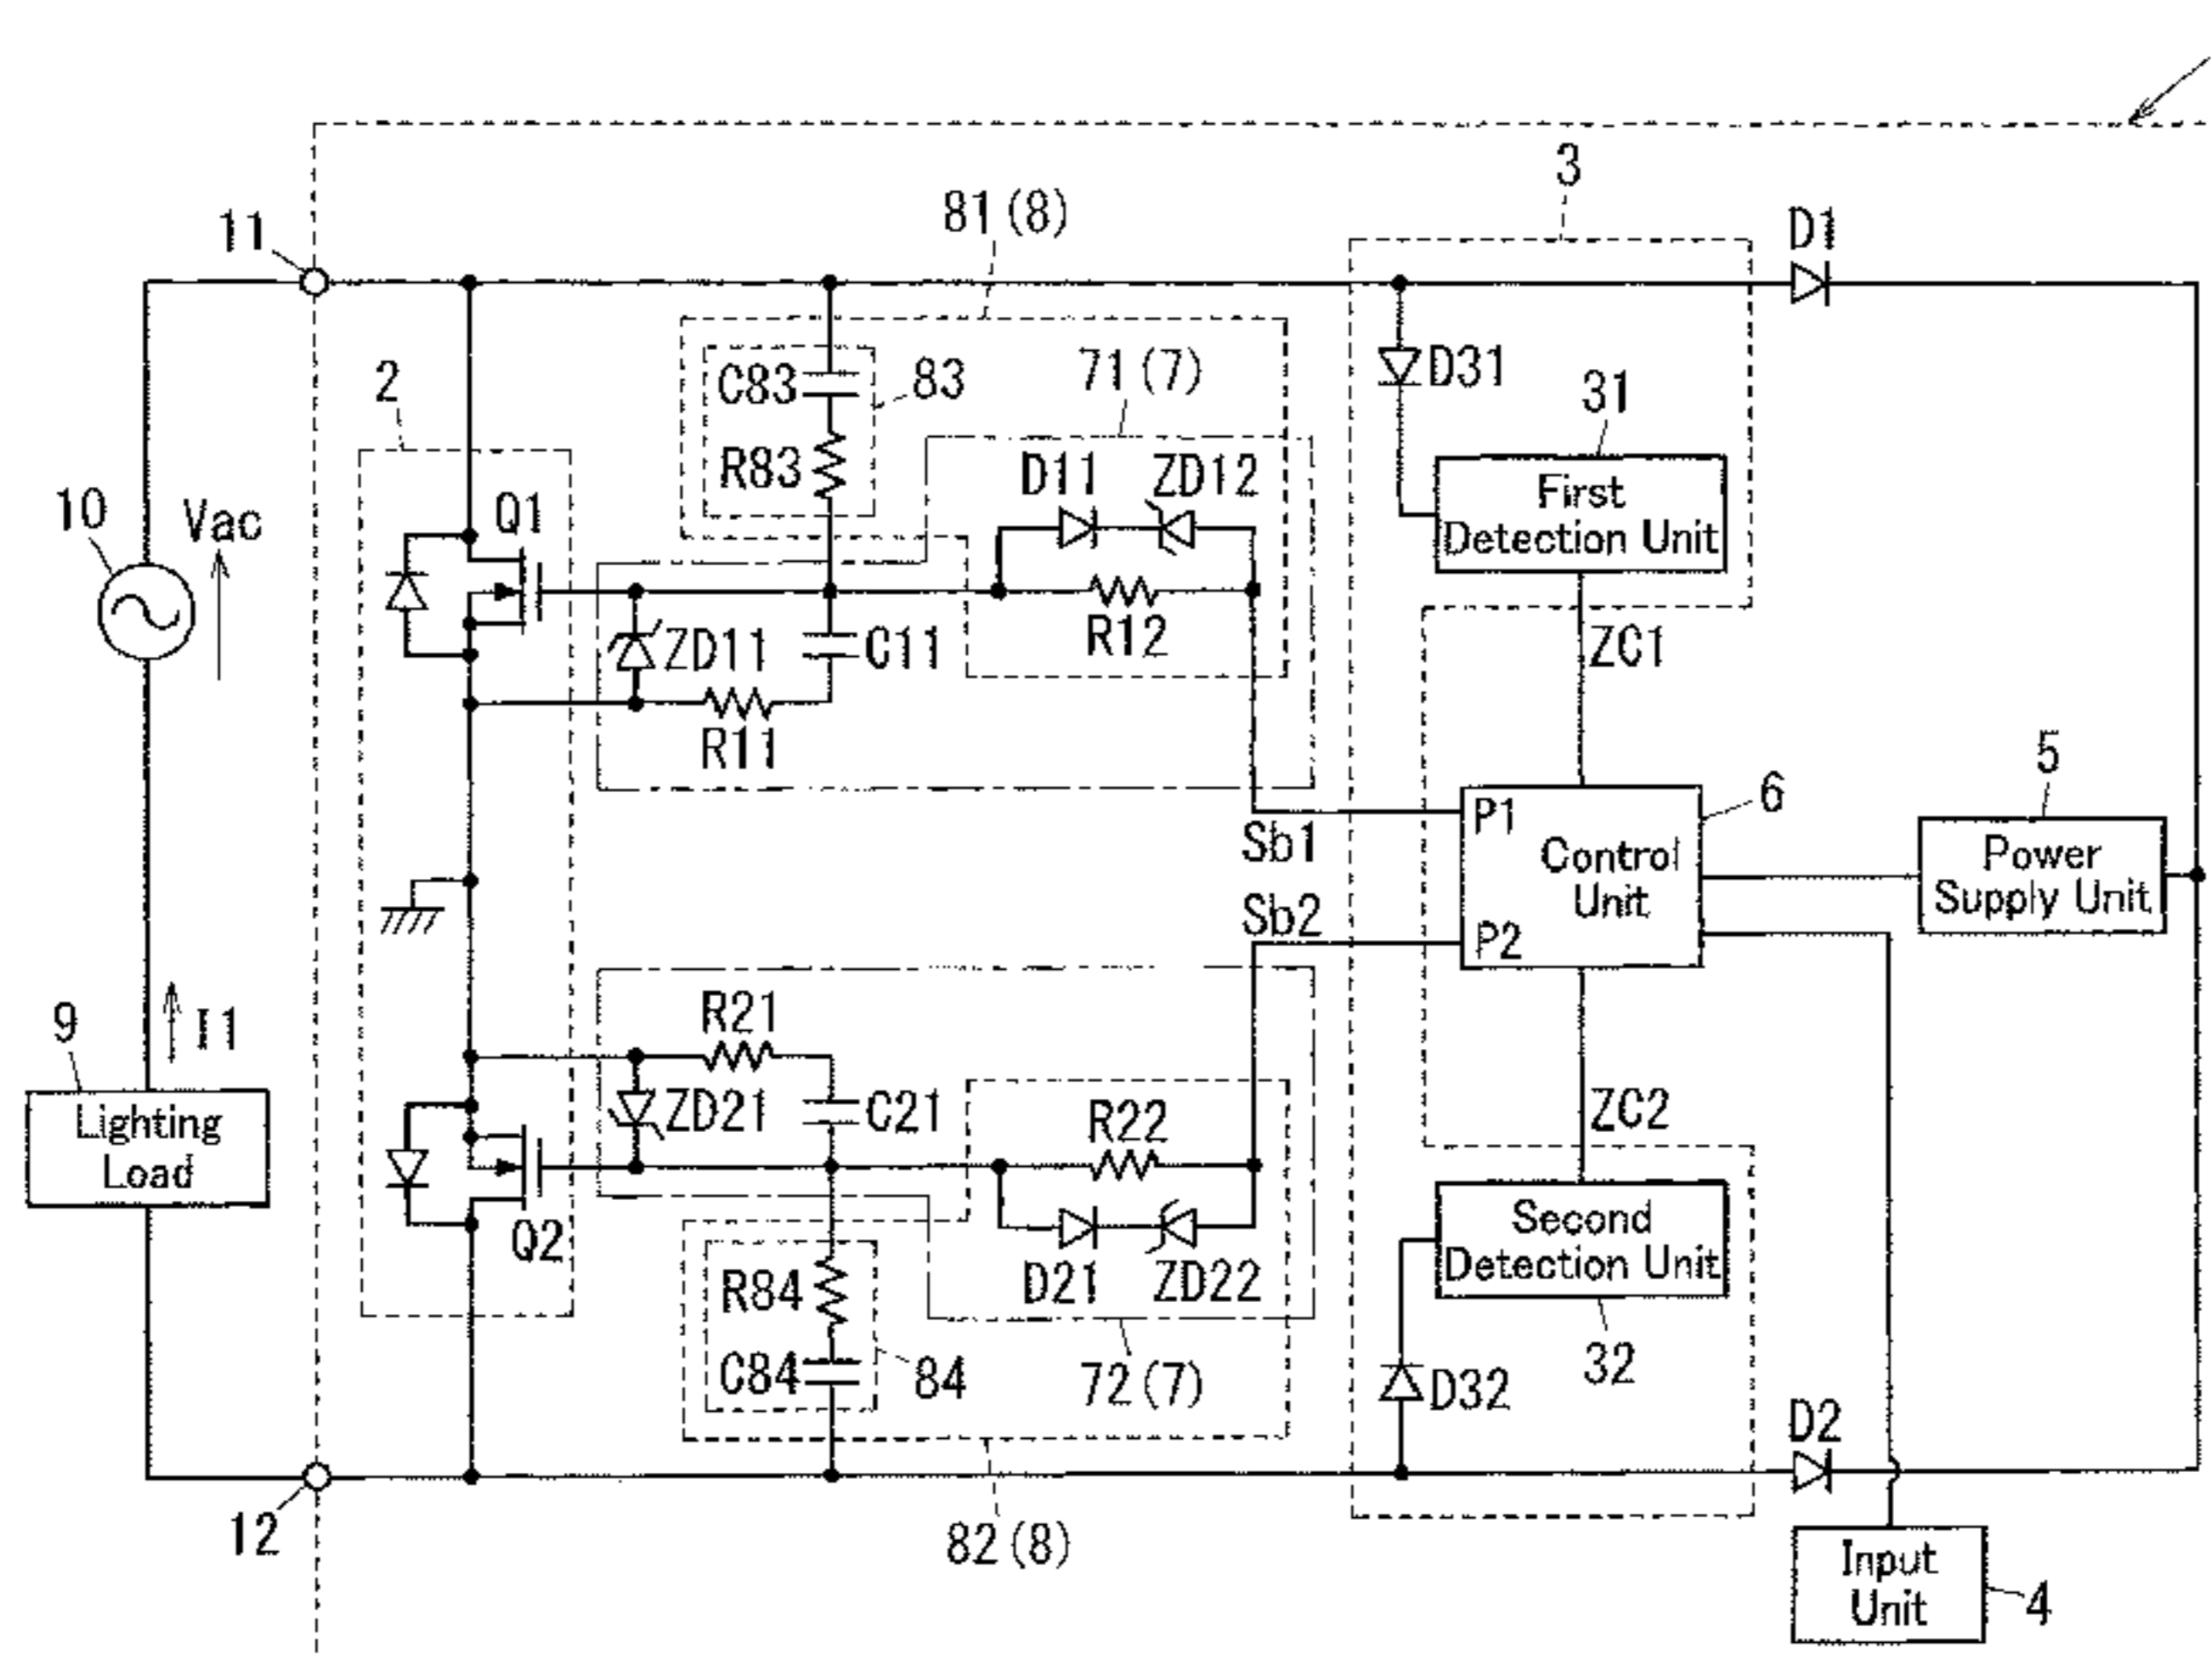 3
81(8)
D1
11
2
C83
83
71(7)
D31
31
R83
D11
ZD12
First
Detection Unit
10
Vac
Q1
ZD11
C11
R12
ZC1
R11
5
P1
6
Sb1
Control
Unit
Power
Supply Unit
Sb2
P2
9
I1
R21
Lighting
Load
ZD21
C21
R22
ZC2
Q2
Second
Detection Unit
R84
D21
ZD22
C84
84
72(7)
D32
32
D2
12
82(8)
Input
Unit
4